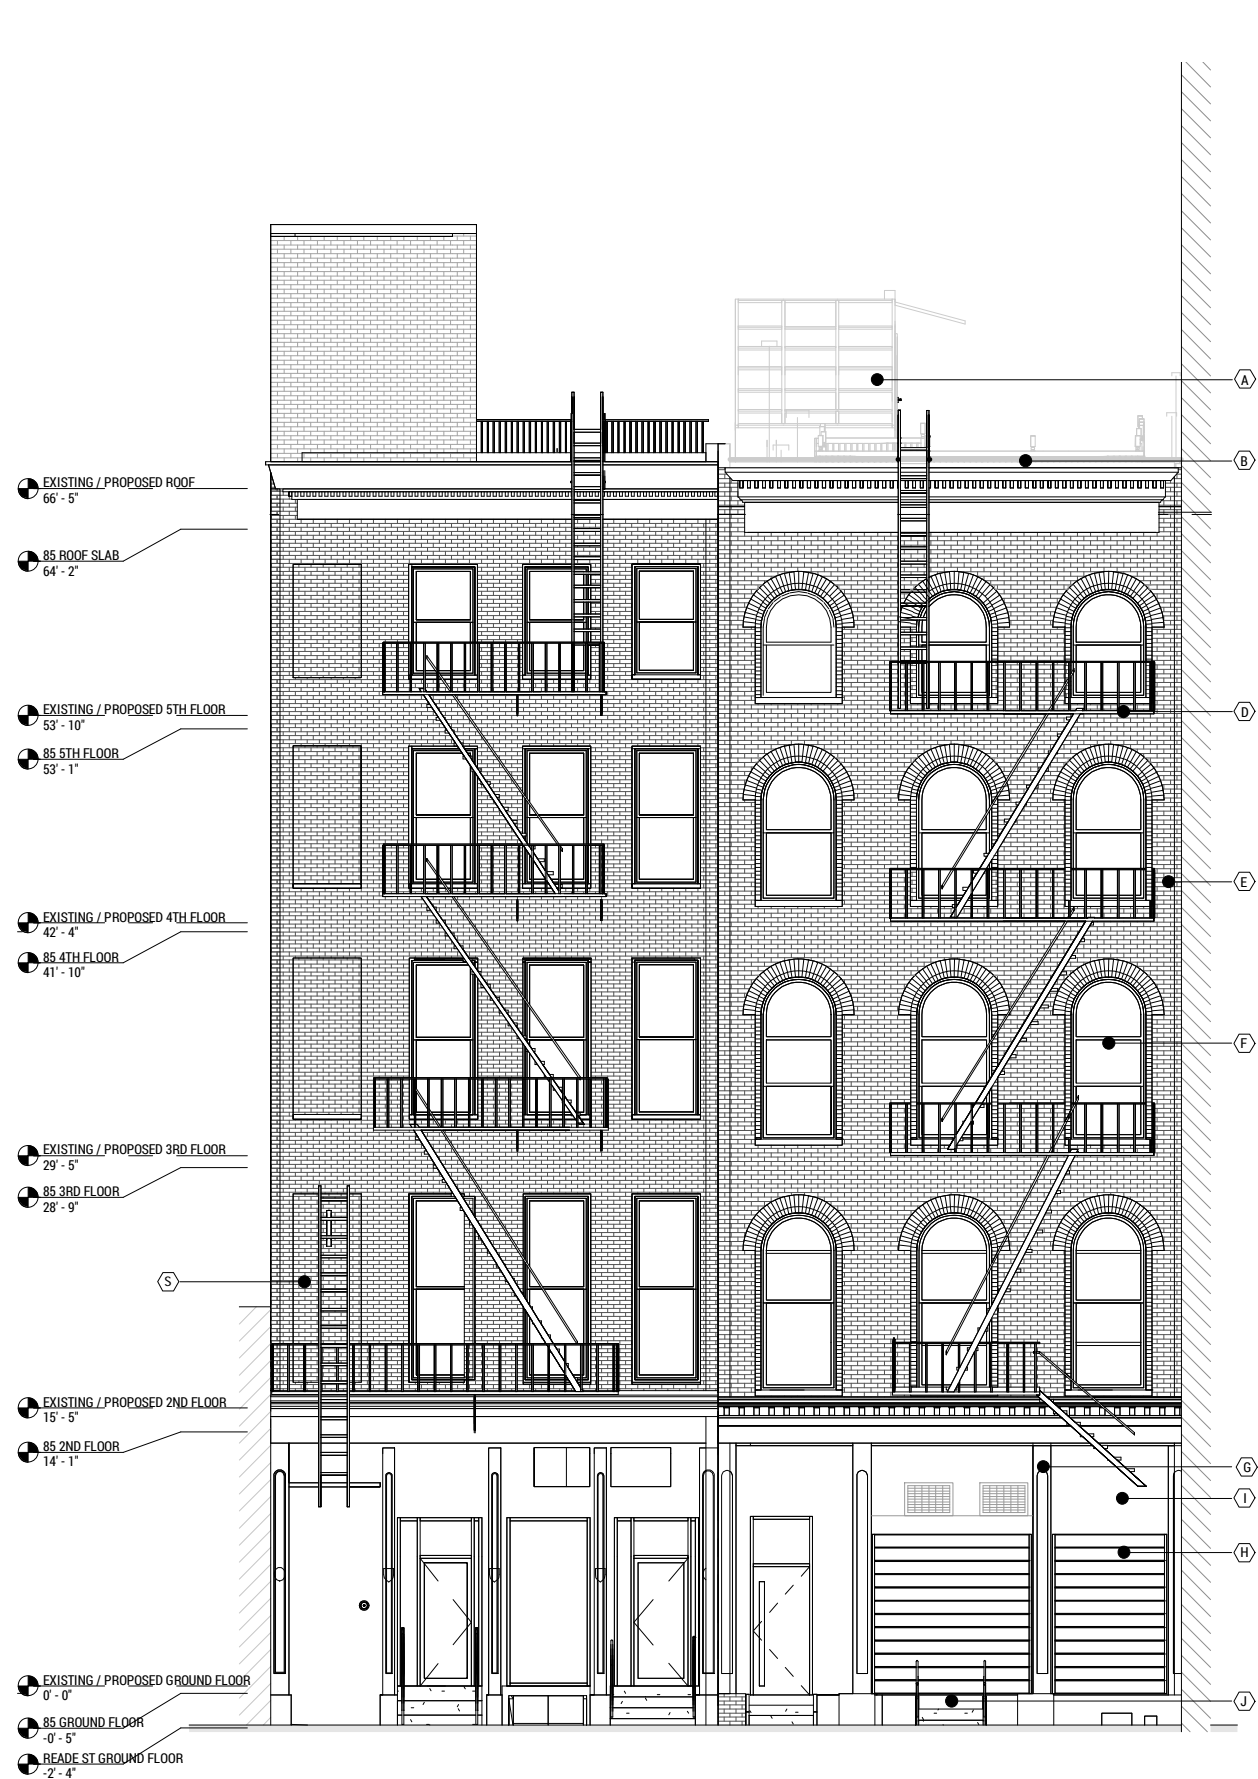 A
B
EXISTING / PROPOSED ROOF
66' - 5"
85 ROOF SLAB
64' - 2"
EXISTING / PROPOSED 5TH FLOOR
53' - 10"
D
85 5TH FLOOR
53' - 1"
E
EXISTING / PROPOSED 4TH FLOOR
42' - 4"
85 4TH FLOOR
41' - 10"
F
EXISTING / PROPOSED 3RD FLOOR
29' - 5"
85 3RD FLOOR
28' - 9"
S
EXISTING / PROPOSED 2ND FLOOR
15' - 5"
85 2ND FLOOR
14' - 1"
G
I
H
EXISTING / PROPOSED GROUND FLOOR
0' - 0"
J
85 GROUND FLOOR
-0' - 5"
READE ST GROUND FLOOR
-2' - 4"